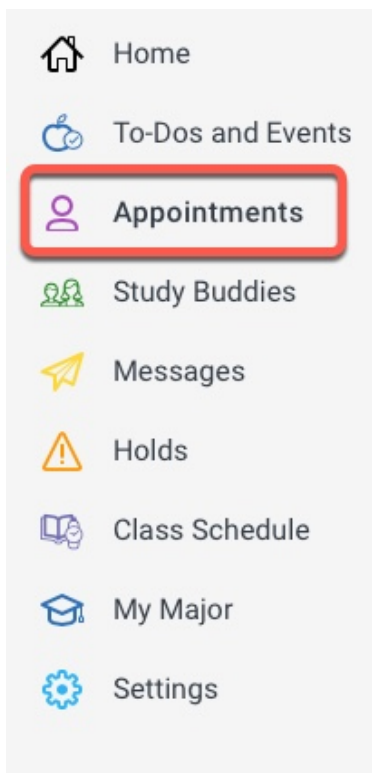 Home
To-Dos and Events
Appointments
Study Buddies
Messages
Holds
Class Schedule
My Major
Settings